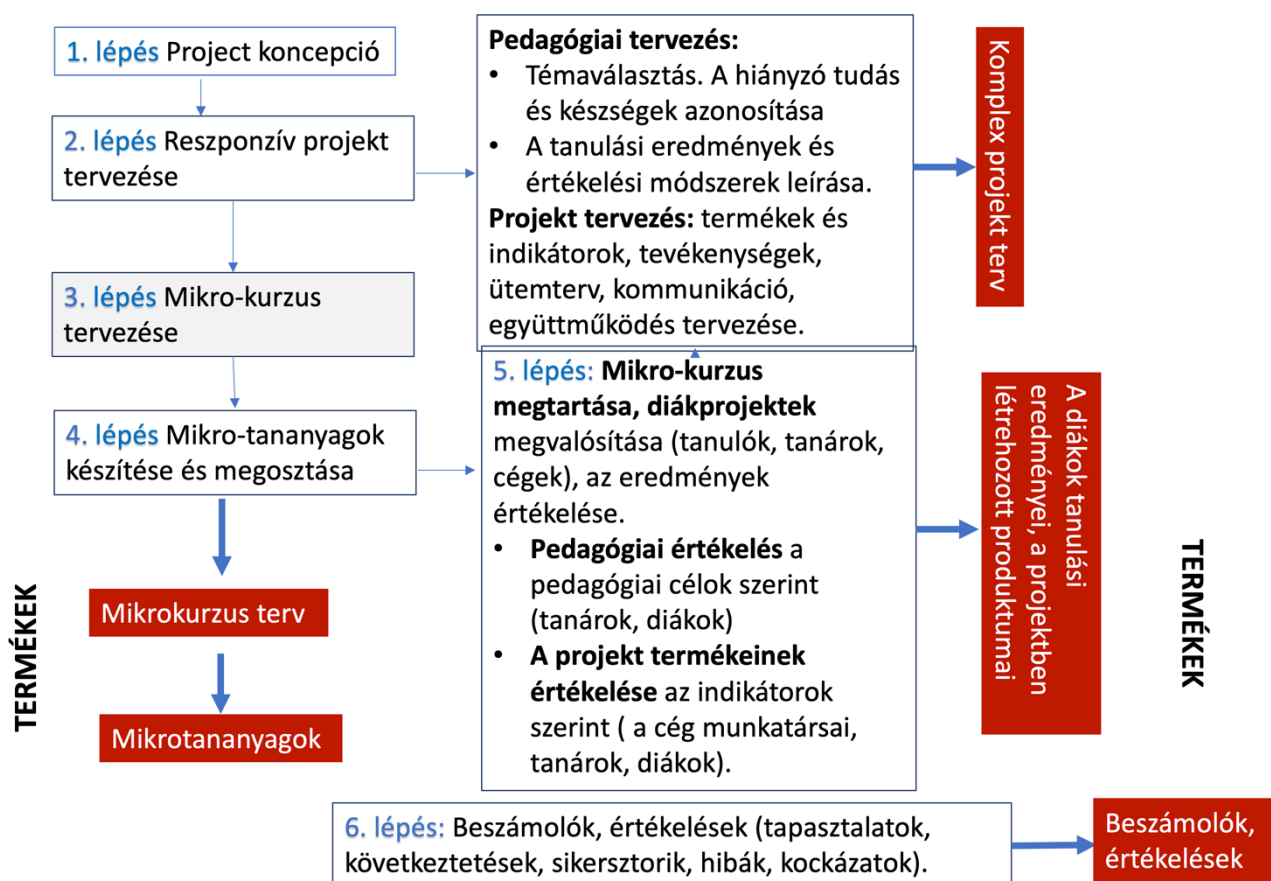 1. lépés Project koncepció
2. lépés Reszponzív projekt
tervezése
3. lépés Mikro-kurzus
tervezése
4. lépés Mikro-tananyagok
készítése és megosztása
TERMÉKEK
Mikrokurzus terv
Mikrotananyagok
Pedagógiai tervezés:
• Témaválasztás. A hiányzó tudás
és készségek azonosítása
• A tanulási eredmények és
értékelési módszerek leírása.
Projekt tervezés: termékek és
indikátorok, tevékenységek,
ütemterv, kommunikáció,
együttműködés tervezése.
Komplex projekt terv
5. lépés: Mikro-kurzus
megtartása, diákprojektek
megvalósítása (tanulók, tanárok,
cégek), az eredmények
értékelése.
• Pedagógiai értékelés a
pedagógiai célok szerint
(tanárok, diákok)
• A projekt termékeinek
értékelése az indikátorok
szerint ( a cég munkatársai,
tanárok, diákok).
A diákok tanulási
eredményei, a projektben
létrehozott produktumai
TERMÉKEK
6. lépés: Beszámolók, értékelések (tapasztalatok,
következtetések, sikersztorik, hibák, kockázatok).
Beszámolók,
értékelések